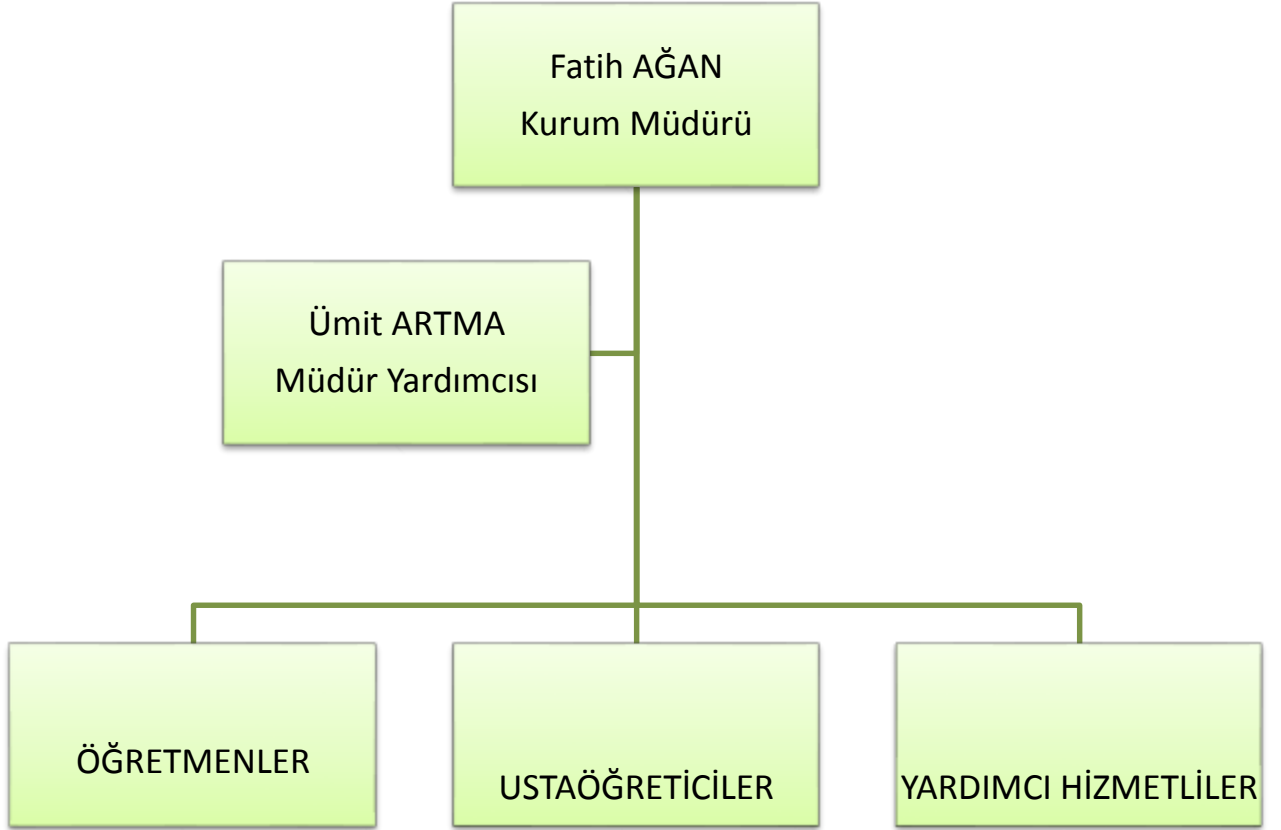 Fatih AĞAN
Kurum Müdürü
Ümit ARTMA
Müdür Yardımcısı
ÖĞRETMENLER
USTAÖĞRETİCİLER
YARDIMCI HİZMETLİLER